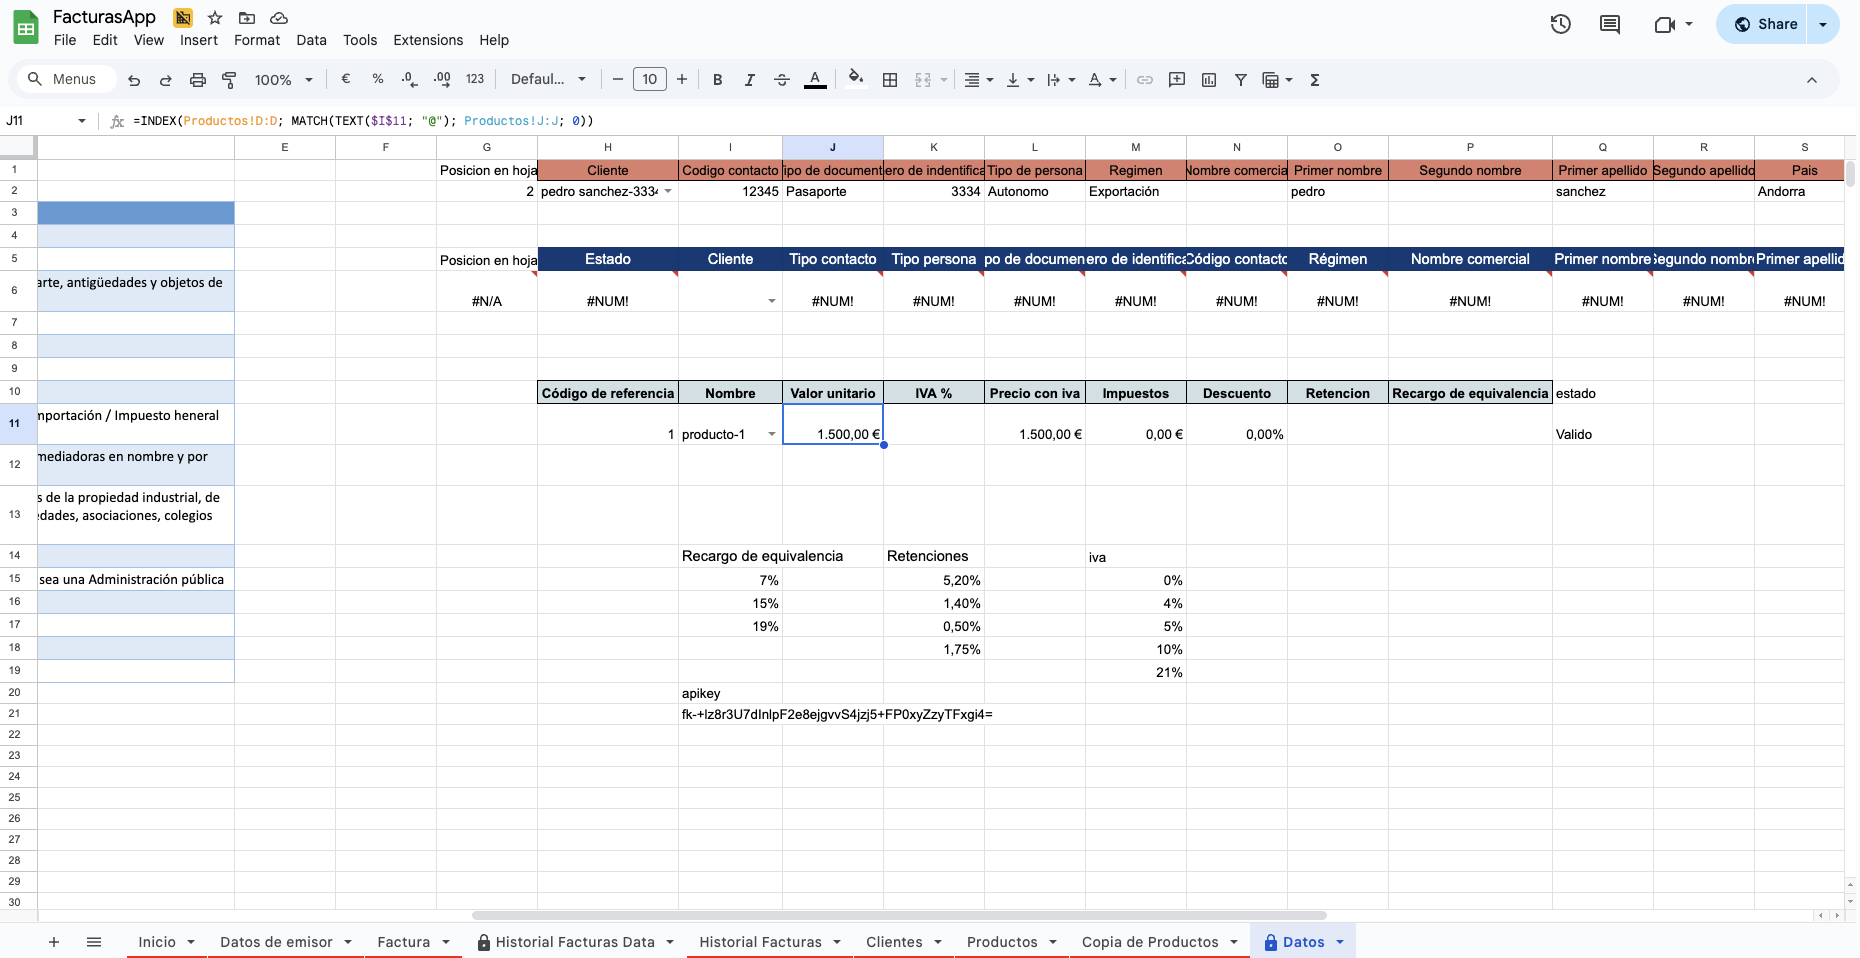 FacturasApp
File Edit View Insert Format Data Tools Extensions Help
Share
Menus 100% € % .0 .00 123 Defaul... − 10 + B I A Σ
J11 fx =INDEX(Productos!D:D; MATCH(TEXT($I$11; "@"); Productos!J:J; 0))
E F G H I J K L M N O P Q R S
1 Posicion en hoja Cliente Codigo contacto ipo de document ero de indentifica Tipo de persona Regimen Nombre comercia Primer nombre Segundo nombre Primer apellido Segundo apellido Pais
2 2 pedro sanchez-3334 12345 Pasaporte 3334 Autonomo Exportación pedro sanchez Andorra
3
4
5 Posicion en hoja Estado Cliente Tipo contacto Tipo persona po de documen ero de identifica Código contacto Régimen Nombre comercial Primer nombre Segundo nombre Primer apellid
6 arte, antigüedades y objetos de #N/A #NUM! #NUM! #NUM! #NUM! #NUM! #NUM! #NUM! #NUM! #NUM! #NUM! #NUM!
7
8
9
10 Código de referencia Nombre Valor unitario IVA % Precio con iva Impuestos Descuento Retencion Recargo de equivalencia estado
11 mportación / Impuesto heneral 1 producto-1 1.500,00 € 1.500,00 € 0,00 € 0,00% Valido
12 mediadoras en nombre y por
13 s de la propiedad industrial, de
edades, asociaciones, colegios
14 Recargo de equivalencia Retenciones iva
15 sea una Administración pública 7% 5,20% 0%
16 15% 1,40% 4%
17 19% 0,50% 5%
18 1,75% 10%
19 21%
20 apikey
21 fk-+lz8r3U7dlnlpF2e8ejgvvS4jzj5+FP0xyZzyTFxgi4=
22
23
24
25
26
27
28
29
30
+ Inicio Datos de emisor Factura Historial Facturas Data Historial Facturas Clientes Productos Copia de Productos Datos